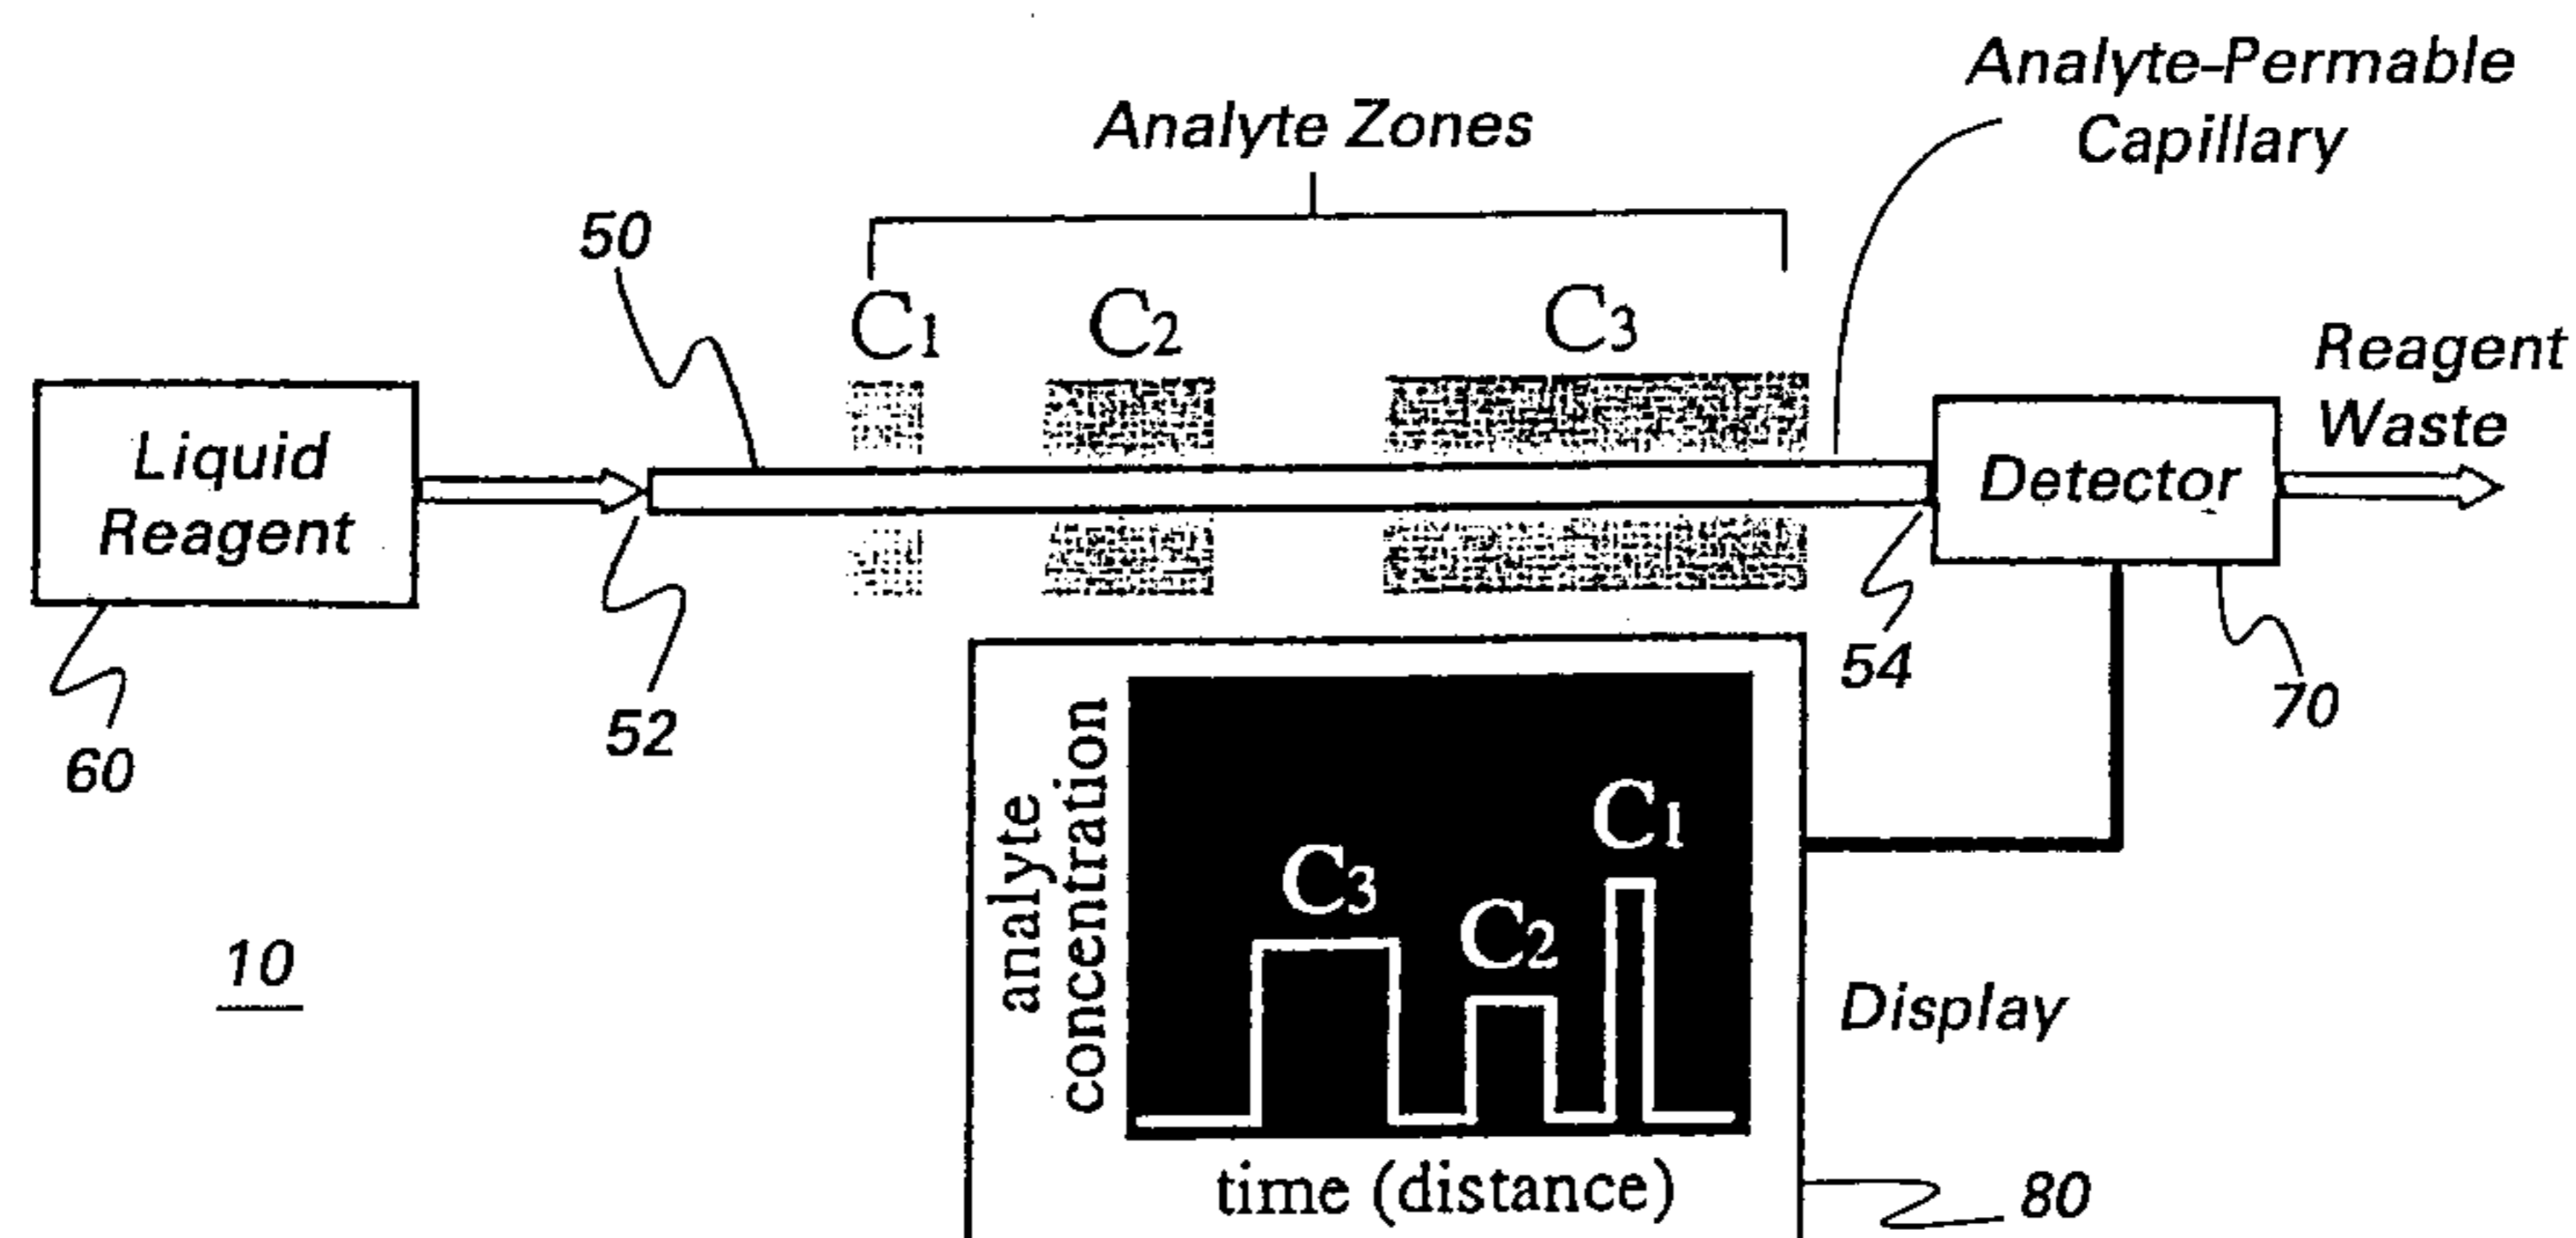 Analyte-Permable
Capillary
Analyte Zones
50
C1
C2
C3
Reagent
Waste
Liquid
Reagent
Detector
60
52
54
70
analyte
concentration
C3
C2
C1
time (distance)
10
Display
80